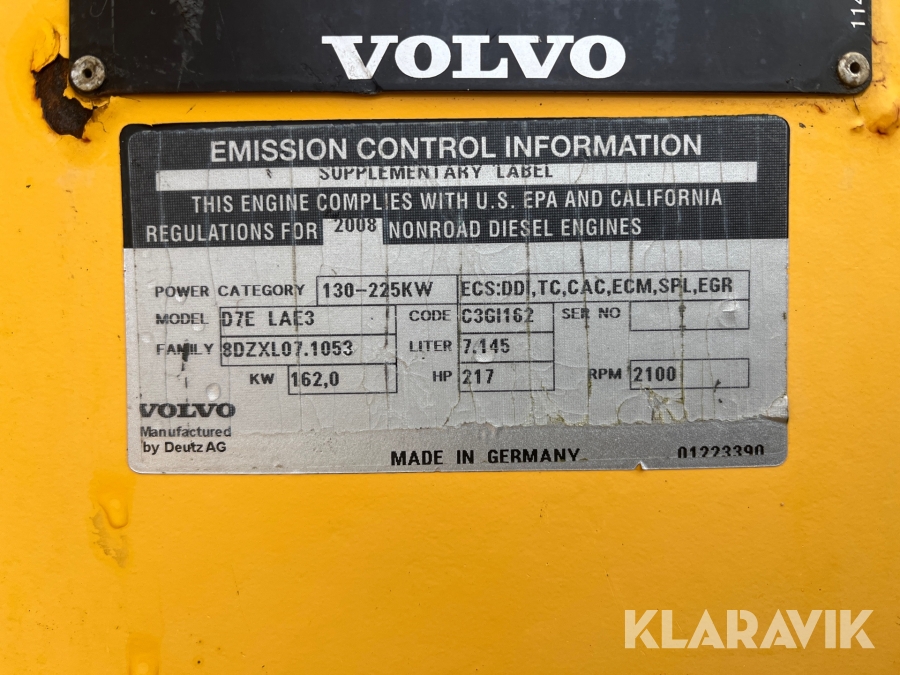 VOLVO
114
EMISSION CONTROL INFORMATION
SUPPLEMENTARY LABEL
THIS ENGINE COMPLIES WITH U.S. EPA AND CALIFORNIA
REGULATIONS FOR 2008 NONROAD DIESEL ENGINES
POWER CATEGORY 130-225KW ECS:DDI,TC,CAC,ECM,SPL,EGR
MODEL D7E LAE3 CODE C3GI162 SER NO
FAMILY 8DZXL07.1053 LITER 7.145
KW 162,0 HP 217 RPM 2100
VOLVO
Manufactured
by Deutz AG
MADE IN GERMANY 01223390
KLARAVIK